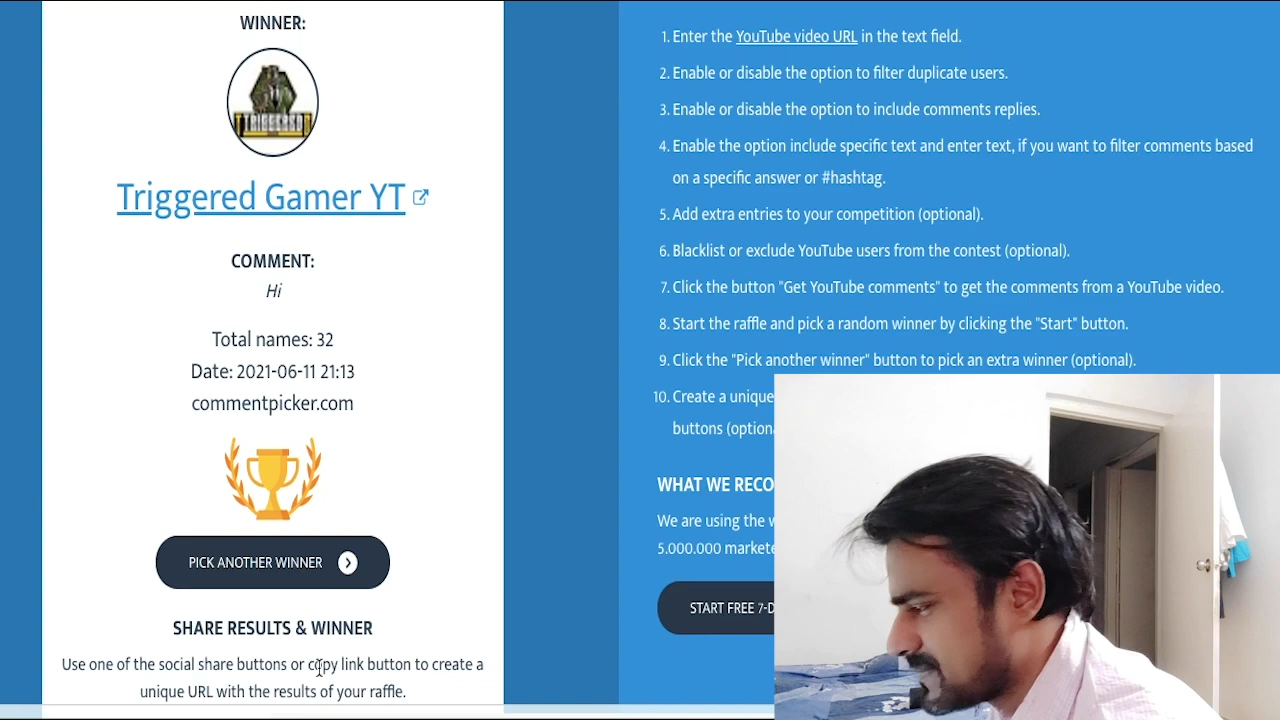 WINNER:
TRIGGERED
Triggered Gamer YT
COMMENT:
Hi
Total names: 32
Date: 2021-06-11 21:13
commentpicker.com
PICK ANOTHER WINNER
SHARE RESULTS & WINNER
Use one of the social share buttons or copy link button to create a
unique URL with the results of your raffle.
1. Enter the YouTube video URL in the text field.
2. Enable or disable the option to filter duplicate users.
3. Enable or disable the option to include comments replies.
4. Enable the option include specific text and enter text, if you want to filter comments based
on a specific answer or #hashtag.
5. Add extra entries to your competition (optional).
6. Blacklist or exclude YouTube users from the contest (optional).
7. Click the button "Get YouTube comments" to get the comments from a YouTube video.
8. Start the raffle and pick a random winner by clicking the "Start" button.
9. Click the "Pick another winner" button to pick an extra winner (optional).
10. Create a unique
buttons (optiona
WHAT WE RECO
We are using the w
5.000.000 markete
START FREE 7-D